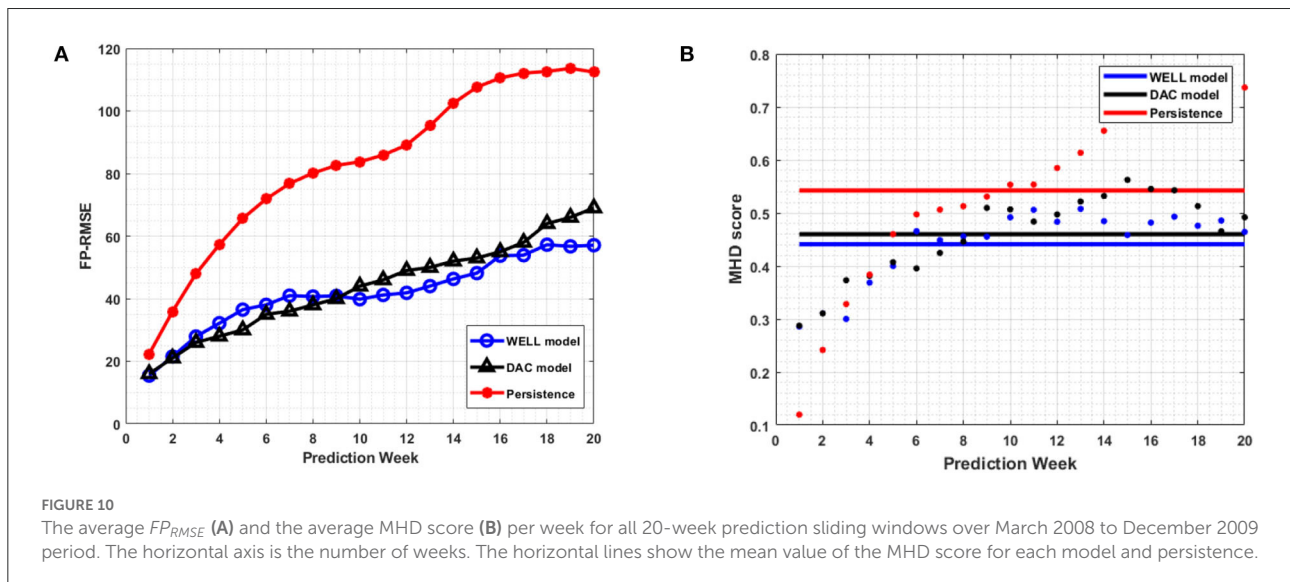 A
120
100
80
60
40
20
0
FP-RMSE
0 2 4 6 8 10 12 14 16 18 20
Prediction Week
WELL model
DAC model
Persistence
B
0.8
0.7
0.6
0.5
0.4
0.3
0.2
0.1
MHD score
0 2 4 6 8 10 12 14 16 18 20
Prediction Week
WELL model
DAC model
Persistence
FIGURE 10
The average FP_RMSE (A) and the average MHD score (B) per week for all 20-week prediction sliding windows over March 2008 to December 2009
period. The horizontal axis is the number of weeks. The horizontal lines show the mean value of the MHD score for each model and persistence.